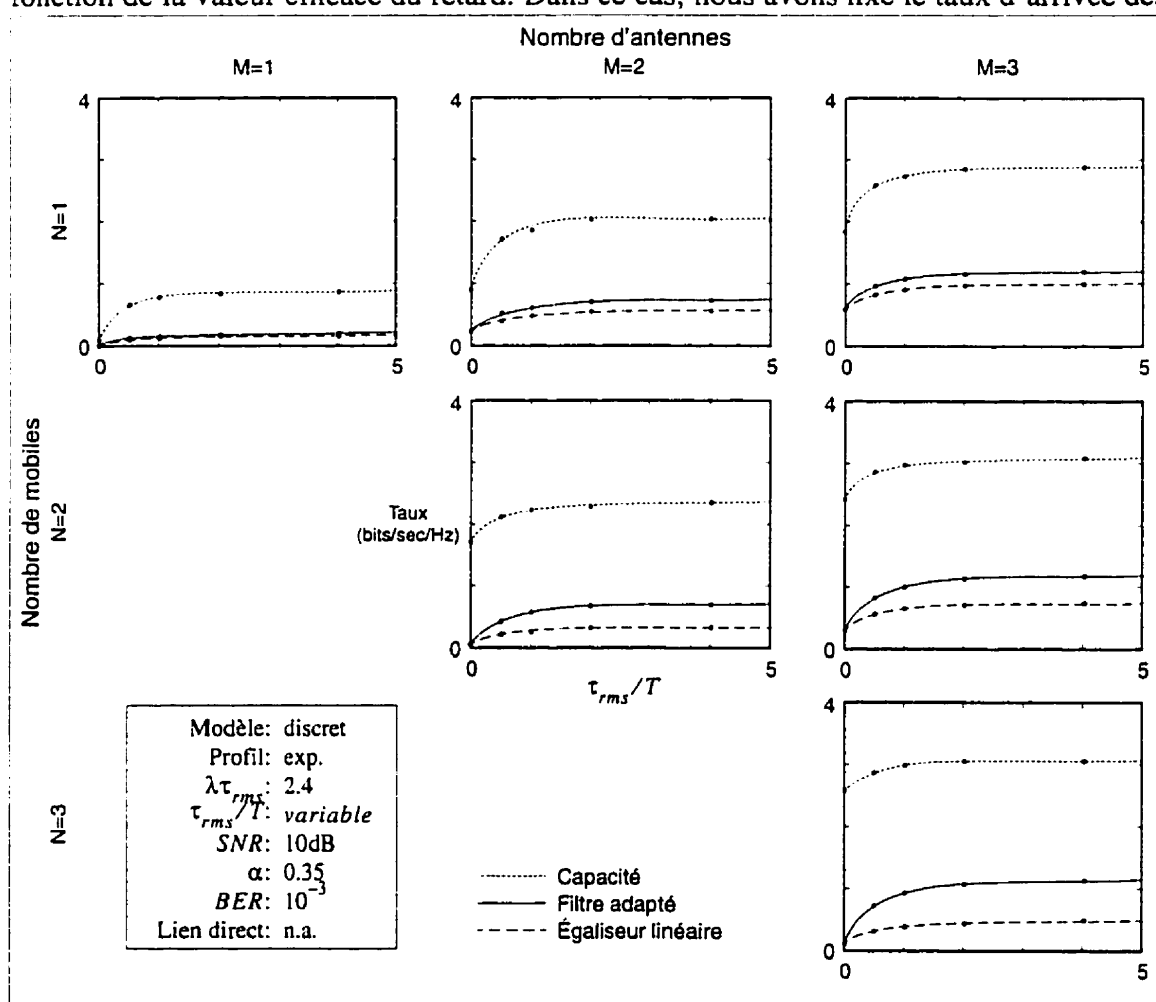 fonction de la valeur efficace du retard. Dans ce cas, nous avons fixé le taux d'arrivée des
Nombre d'antennes
M=1
M=2
M=3
Nombre de mobiles
N=1
4
0
0
5
4
0
0
5
4
0
0
5
N=2
Taux
(bits/sec/Hz)
4
0
0
5
τrms/T
4
0
0
5
N=3
Modèle: discret
Profil: exp.
λτrms: 2.4
τrms/T: variable
SNR: 10dB
α: 0.35
BER: 10⁻³
Lien direct: n.a.
Capacité
Filtre adapté
Égaliseur linéaire
4
0
0
5